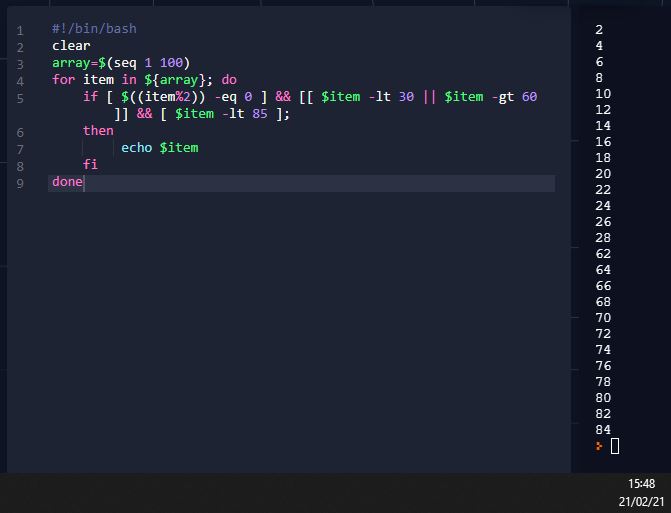 1 #!/bin/bash
2 clear
3 array=$(seq 1 100)
4 for item in ${array}; do
5 if [ $((item%2)) -eq 0 ] && [[ $item -lt 30 || $item -gt 60
]] && [ $item -lt 85 ];
6 then
7 echo $item
8 fi
9 done
2
4
6
8
10
12
14
16
18
20
22
24
26
28
62
64
66
68
70
72
74
76
78
80
82
84
>
15:48
21/02/21